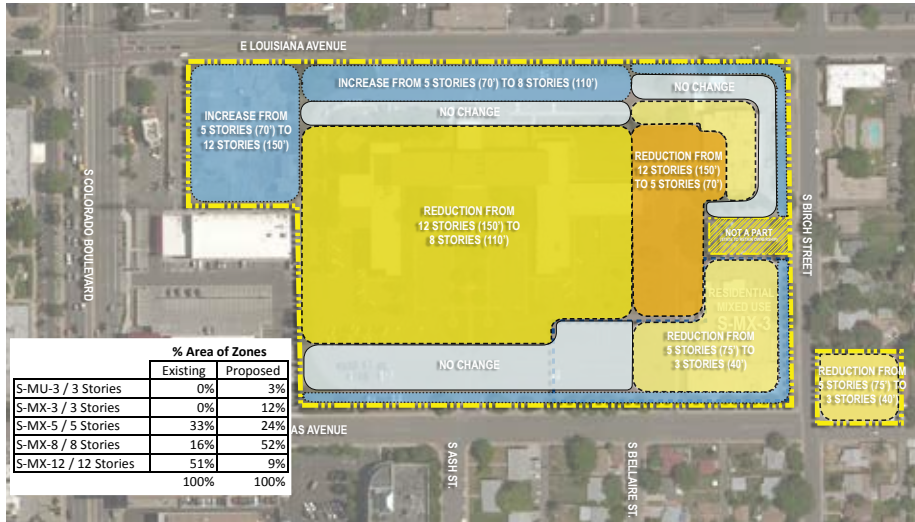 E LOUISIANA AVENUE
INCREASE FROM 5 STORIES (70') TO 8 STORIES (110')
NO CHANGE
INCREASE FROM
5 STORIES (70') TO
12 STORIES (150')
NO CHANGE
REDUCTION FROM
12 STORIES (150')
TO 5 STORIES (70')
S COLORADO BOULEVARD
REDUCTION FROM
12 STORIES (150') TO
8 STORIES (110')
S BIRCH STREET
NOT A PART
RESIDENTIAL
MIXED USE
S-MX-3
REDUCTION FROM
5 STORIES (75') TO
3 STORIES (40')
NO CHANGE
REDUCTION FROM
5 STORIES (75') TO
3 STORIES (40')
AS AVENUE
S ASH ST.
S BELLAIRE ST.
% Area of Zones
Existing Proposed
S-MU-3 / 3 Stories 0% 3%
S-MX-3 / 3 Stories 0% 12%
S-MX-5 / 5 Stories 33% 24%
S-MX-8 / 8 Stories 16% 52%
S-MX-12 / 12 Stories 51% 9%
100% 100%